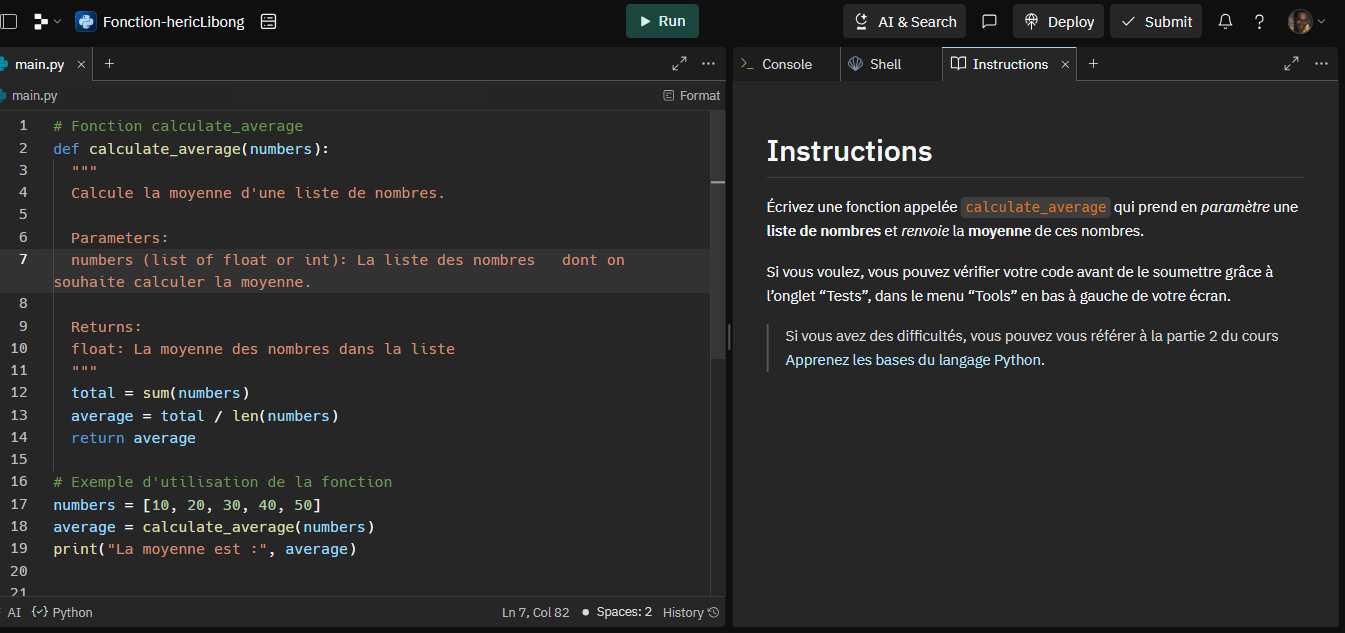 Fonction-hericLibong
Run
AI & Search
Deploy
Submit
main.py
Console
Shell
Instructions
main.py
Format
1 # Fonction calculate_average
2 def calculate_average(numbers):
3 """
4 Calcule la moyenne d'une liste de nombres.
5
6 Parameters:
7 numbers (list of float or int): La liste des nombres   dont on
souhaite calculer la moyenne.
8
9 Returns:
10 float: La moyenne des nombres dans la liste
11 """
12 total = sum(numbers)
13 average = total / len(numbers)
14 return average
15
16 # Exemple d'utilisation de la fonction
17 numbers = [10, 20, 30, 40, 50]
18 average = calculate_average(numbers)
19 print("La moyenne est :", average)
20
21
AI
Python
Ln 7, Col 82
Spaces: 2
History
Instructions
Écrivez une fonction appelée calculate_average qui prend en paramètre une
liste de nombres et renvoie la moyenne de ces nombres.
Si vous voulez, vous pouvez vérifier votre code avant de le soumettre grâce à
l’onglet “Tests”, dans le menu “Tools” en bas à gauche de votre écran.
Si vous avez des difficultés, vous pouvez vous référer à la partie 2 du cours
Apprenez les bases du langage Python.